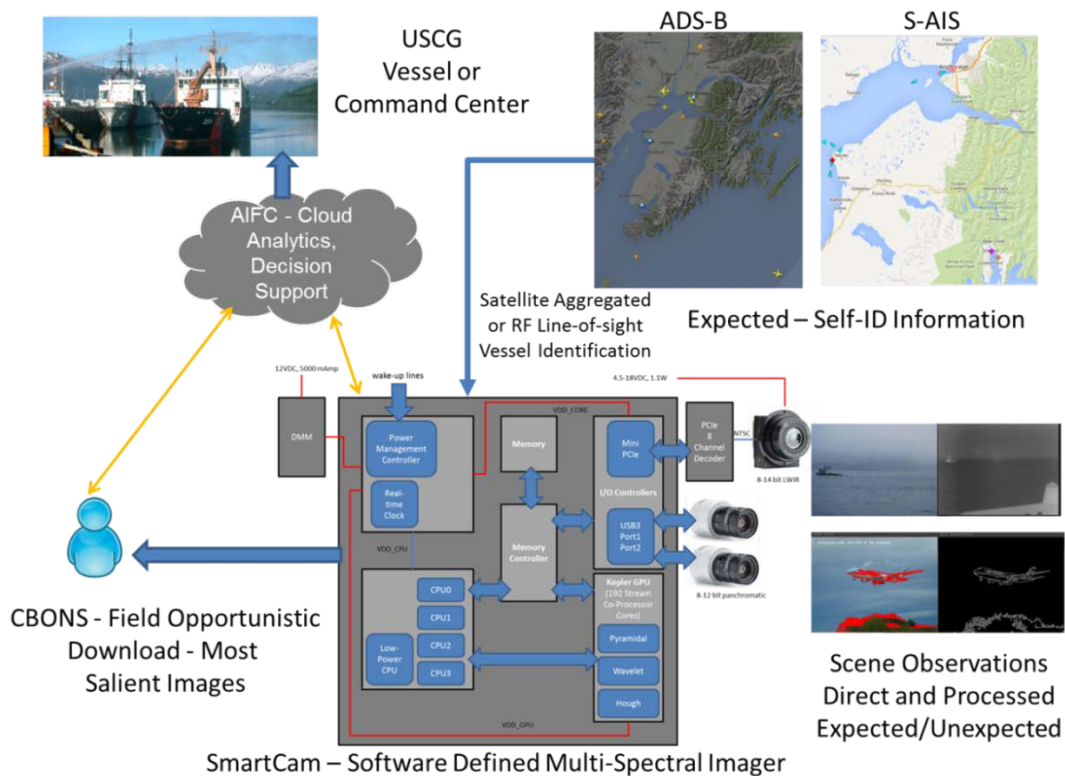 ADS-B
S-AIS
USCG
Vessel or
Command Center
AIFC - Cloud
Analytics,
Decision
Support
Satellite Aggregated
or RF Line-of-sight
Vessel Identification
Expected – Self-ID Information
12VDC, 5000 mAmp
wake-up lines
4.5-18VDC, 1.1W
VDD_CORE
DMM
Power
Management
Controller
Real-
time
Clock
Memory
Mini
PCIe
I/O Controllers
PCIe
8
Channel
Decoder
NTSC
8-14 bit LWIR
USB3
Port1
Port2
Memory
Controller
8-12 bit panchromatic
VDD_CPU
CPU0
CPU1
CPU2
CPU3
Low-
Power
CPU
Kepler GPU
(192 Stream
Co-Processor
Cores)
Pyramidal
Wavelet
Hough
VDD_GPU
CBONS - Field Opportunistic
Download - Most
Salient Images
Scene Observations
Direct and Processed
Expected/Unexpected
SmartCam – Software Defined Multi-Spectral Imager